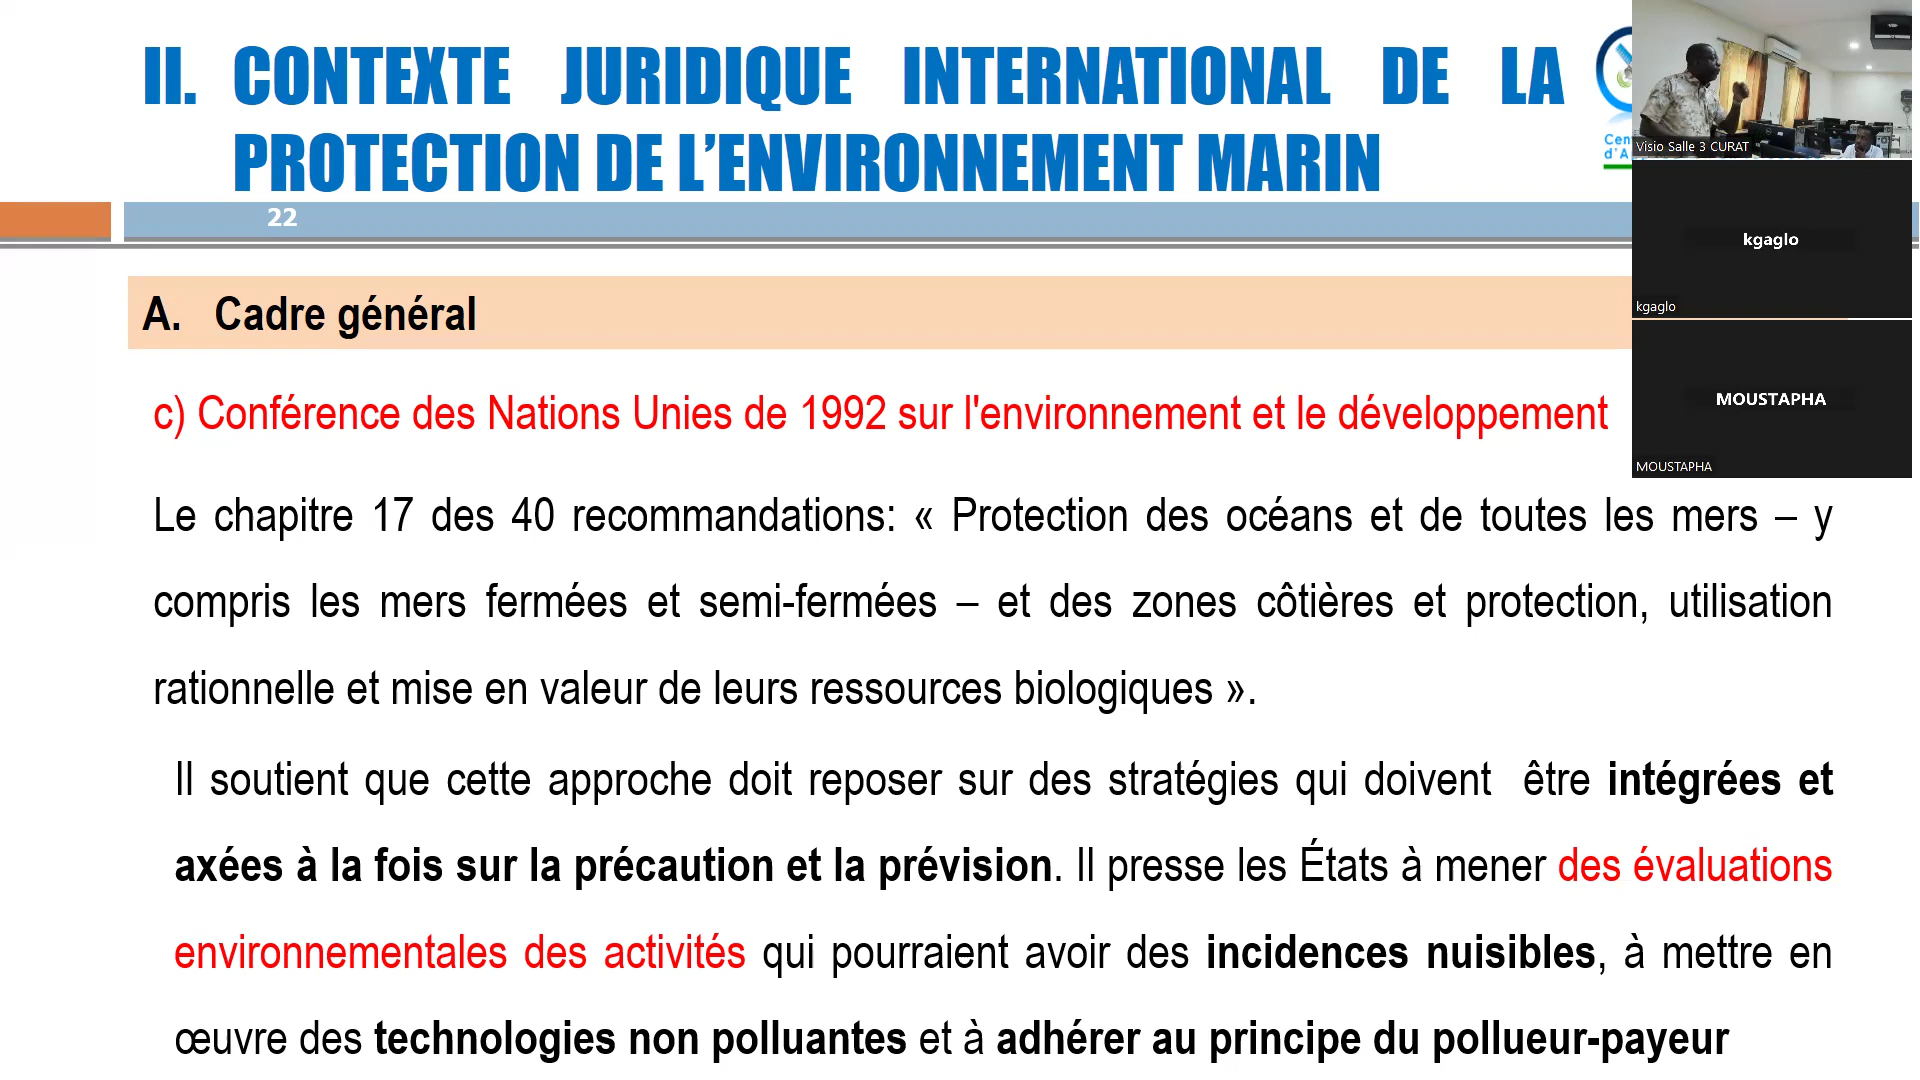 II. CONTEXTE JURIDIQUE INTERNATIONAL DE LA
PROTECTION DE L’ENVIRONNEMENT MARIN
22
A. Cadre général
c) Conférence des Nations Unies de 1992 sur l'environnement et le développement
Le chapitre 17 des 40 recommandations: « Protection des océans et de toutes les mers – y
compris les mers fermées et semi-fermées – et des zones côtières et protection, utilisation
rationnelle et mise en valeur de leurs ressources biologiques ».
Il soutient que cette approche doit reposer sur des stratégies qui doivent être intégrées et
axées à la fois sur la précaution et la prévision. Il presse les États à mener des évaluations
environnementales des activités qui pourraient avoir des incidences nuisibles, à mettre en
œuvre des technologies non polluantes et à adhérer au principe du pollueur-payeur
Visio Salle 3 CURAT
kgaglo
kgaglo
MOUSTAPHA
MOUSTAPHA